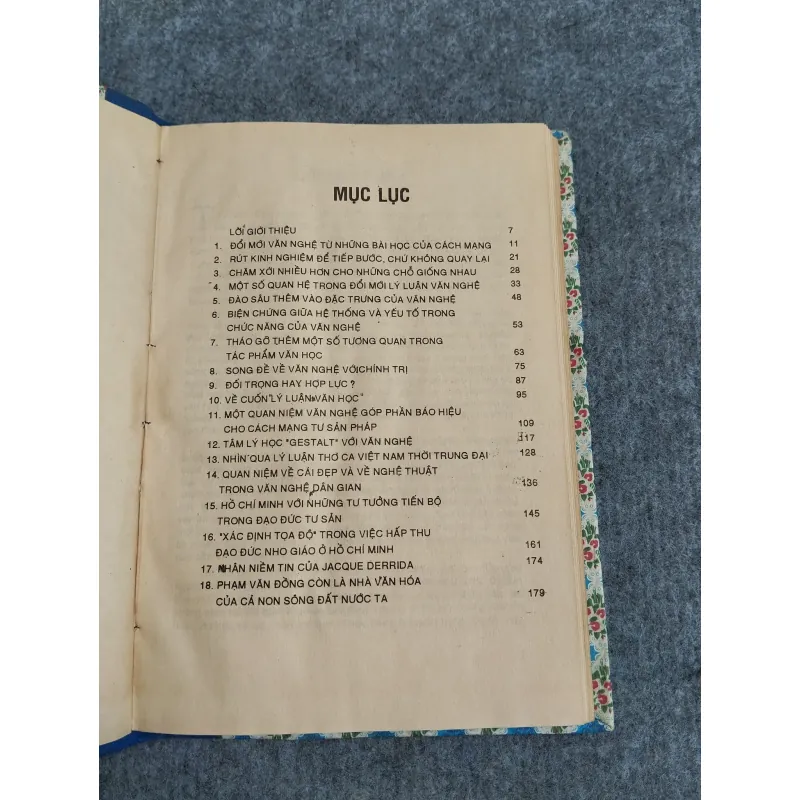 MỤC LỤC
LỜI GIỚI THIỆU 7
1. ĐỔI MỚI VĂN NGHỆ TỪ NHỮNG BÀI HỌC CỦA CÁCH MẠNG 11
2. RÚT KINH NGHIỆM ĐỂ TIẾP BƯỚC, CHỨ KHÔNG QUAY LẠI 21
3. CHĂM XỚI NHIỀU HƠN CHO NHỮNG CHỖ GIỐNG NHAU 28
4. MỘT SỐ QUAN HỆ TRONG ĐỔI MỚI LÝ LUẬN VĂN NGHỆ 33
5. ĐÀO SÂU THÊM VÀO ĐẶC TRƯNG CỦA VĂN NGHỆ 48
6. BIỆN CHỨNG GIỮA HỆ THỐNG VÀ YẾU TỐ TRONG
CHỨC NĂNG CỦA VĂN NGHỆ 53
7. THÁO GỠ THÊM MỘT SỐ TƯƠNG QUAN TRONG
TÁC PHẨM VĂN HỌC 63
8. SONG ĐỀ VỀ VĂN NGHỆ VỚI CHÍNH TRỊ 75
9. ĐỐI TRỌNG HAY HỢP LỰC ? 87
10. VỀ CUỐN "LÝ LUẬN VĂN HỌC" 95
11. MỘT QUAN NIỆM VĂN NGHỆ GÓP PHẦN BÁO HIỆU
CHO CÁCH MẠNG TƯ SẢN PHÁP 109
12. TÂM LÝ HỌC "GESTALT" VỚI VĂN NGHỆ 117
13. NHÌN QUA LÝ LUẬN THƠ CA VIỆT NAM THỜI TRUNG ĐẠI 128
14. QUAN NIỆM VỀ CÁI ĐẸP VÀ VỀ NGHỆ THUẬT
TRONG VĂN NGHỆ DÂN GIAN 136
15. HỒ CHÍ MINH VỚI NHỮNG TƯ TƯỞNG TIẾN BỘ
TRONG ĐẠO ĐỨC TƯ SẢN 145
16. "XÁC ĐỊNH TỌA ĐỘ" TRONG VIỆC HẤP THU
ĐẠO ĐỨC NHO GIÁO Ở HỒ CHÍ MINH 161
17. NHÂN NIỀM TIN CỦA JACQUE DERRIDA 174
18. PHẠM VĂN ĐỒNG CÒN LÀ NHÀ VĂN HÓA
CỦA CẢ NON SÔNG ĐẤT NƯỚC TA 179